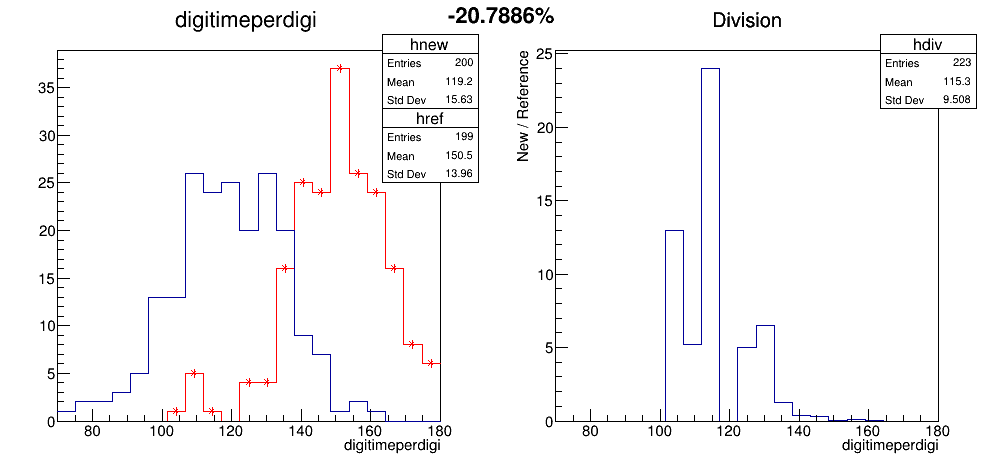 digitimeperdigi
-20.7886%
Division
hnew
Entries 200
Mean 119.2
Std Dev 15.63
href
Entries 199
Mean 150.5
Std Dev 13.96
35
30
25
20
15
10
5
0
80 100 120 140 160 180
digitimeperdigi
hdiv
Entries 223
Mean 115.3
Std Dev 9.508
New / Reference
25
20
15
10
5
0
80 100 120 140 160 180
digitimeperdigi